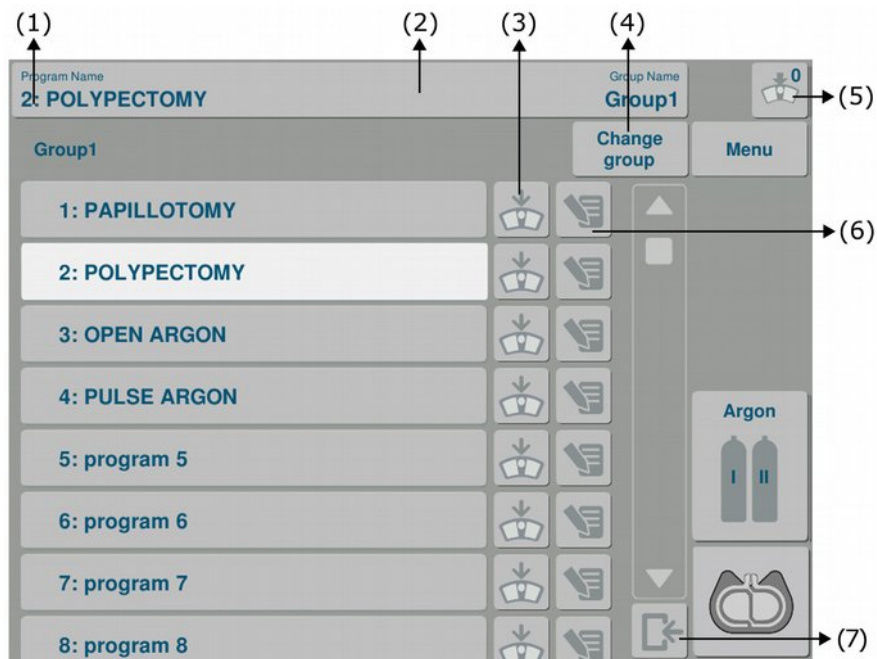 (1) (2) (3) (4)
Program Name Group Name 0
2: POLYPECTOMY Group1 (5)
Group1 Change group Menu
1: PAPILLOTOMY
(6)
2: POLYPECTOMY
3: OPEN ARGON
4: PULSE ARGON
Argon
5: program 5
I II
6: program 6
7: program 7
8: program 8
(7)